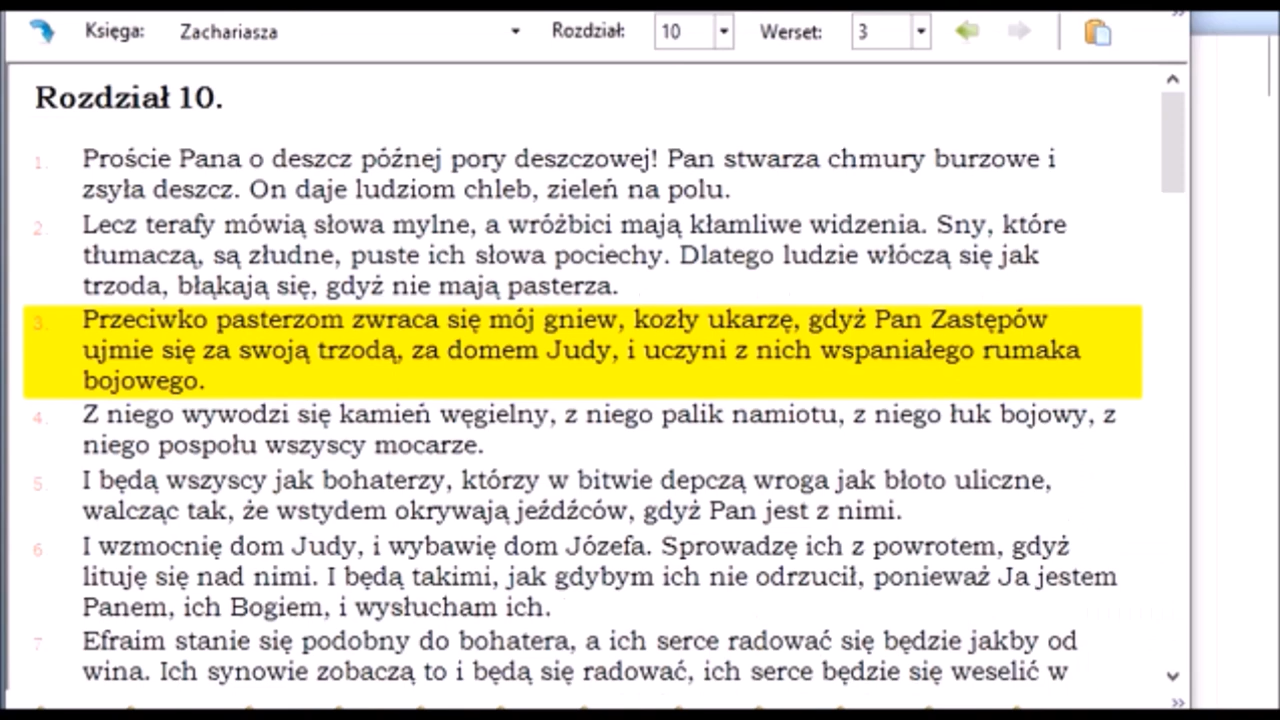 Księga: Zachariasza Rozdział: 10 Werset: 3
Rozdział 10.
1. Proście Pana o deszcz późnej pory deszczowej! Pan stwarza chmury burzowe i
zsyła deszcz. On daje ludziom chleb, zieleń na polu.
2. Lecz terafy mówią słowa mylne, a wróżbici mają kłamliwe widzenia. Sny, które
tłumaczą, są złudne, puste ich słowa pociechy. Dlatego ludzie włóczą się jak
trzoda, błąkają się, gdyż nie mają pasterza.
3. Przeciwko pasterzom zwraca się mój gniew, kozły ukarzę, gdyż Pan Zastępów
ujmie się za swoją trzodą, za domem Judy, i uczyni z nich wspaniałego rumaka
bojowego.
4. Z niego wywodzi się kamień węgielny, z niego palik namiotu, z niego łuk bojowy, z
niego pospołu wszyscy mocarze.
5. I będą wszyscy jak bohaterzy, którzy w bitwie depczą wroga jak błoto uliczne,
walcząc tak, że wstydem okrywają jeźdźców, gdyż Pan jest z nimi.
6 I wzmocnię dom Judy, i wybawię dom Józefa. Sprowadzę ich z powrotem, gdyż
lituję się nad nimi. I będą takimi, jak gdybym ich nie odrzucił, ponieważ Ja jestem
Panem, ich Bogiem, i wysłucham ich.
7 Efraim stanie się podobny do bohatera, a ich serce radować się będzie jakby od
wina. Ich synowie zobaczą to i będą się radować, ich serce będzie się weselić w